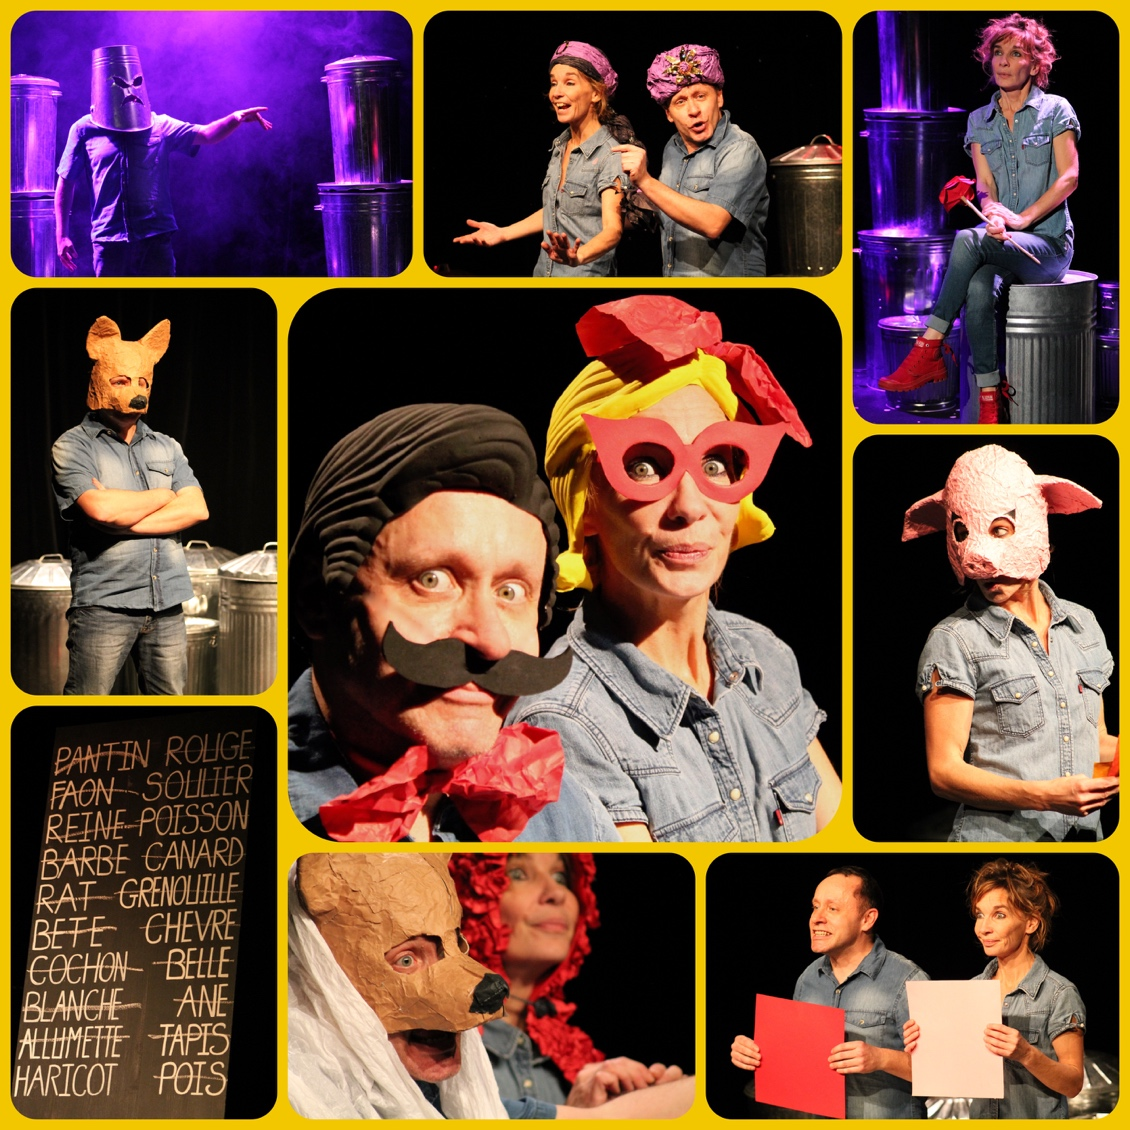 PANTIN ROUGE
FAON SOULIER
REINE POISSON
BARBE CANARD
RAT GRENOUILLE
BETE CHEVRE
COCHON BELLE
BLANCHE ANE
ALLUMETTE TAPIS
HARICOT POIS